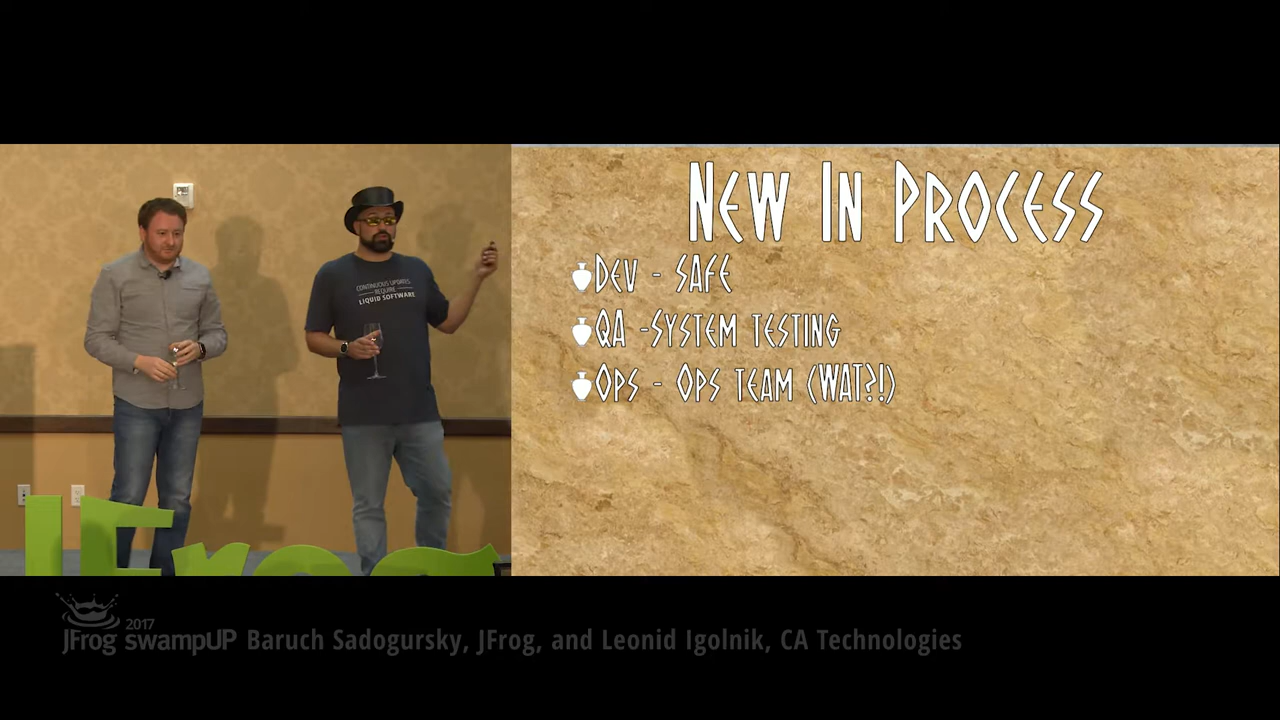 CONTINUOUS UPDATES
REQUIRE
LIQUID SOFTWARE
JFrog
New In Process
Dev - SAFe
QA -System testing
Ops - Ops team (WAT?!)
2017
JFrog swampUP Baruch Sadogursky, JFrog, and Leonid Igolnik, CA Technologies